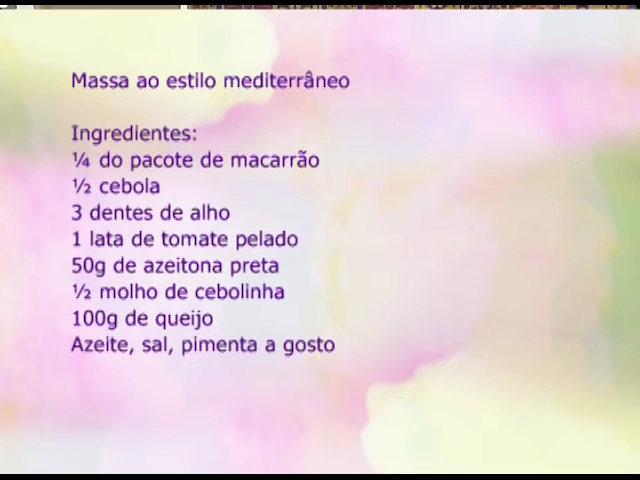 Massa ao estilo mediterrâneo
Ingredientes:
¼ do pacote de macarrão
½ cebola
3 dentes de alho
1 lata de tomate pelado
50g de azeitona preta
½ molho de cebolinha
100g de queijo
Azeite, sal, pimenta a gosto